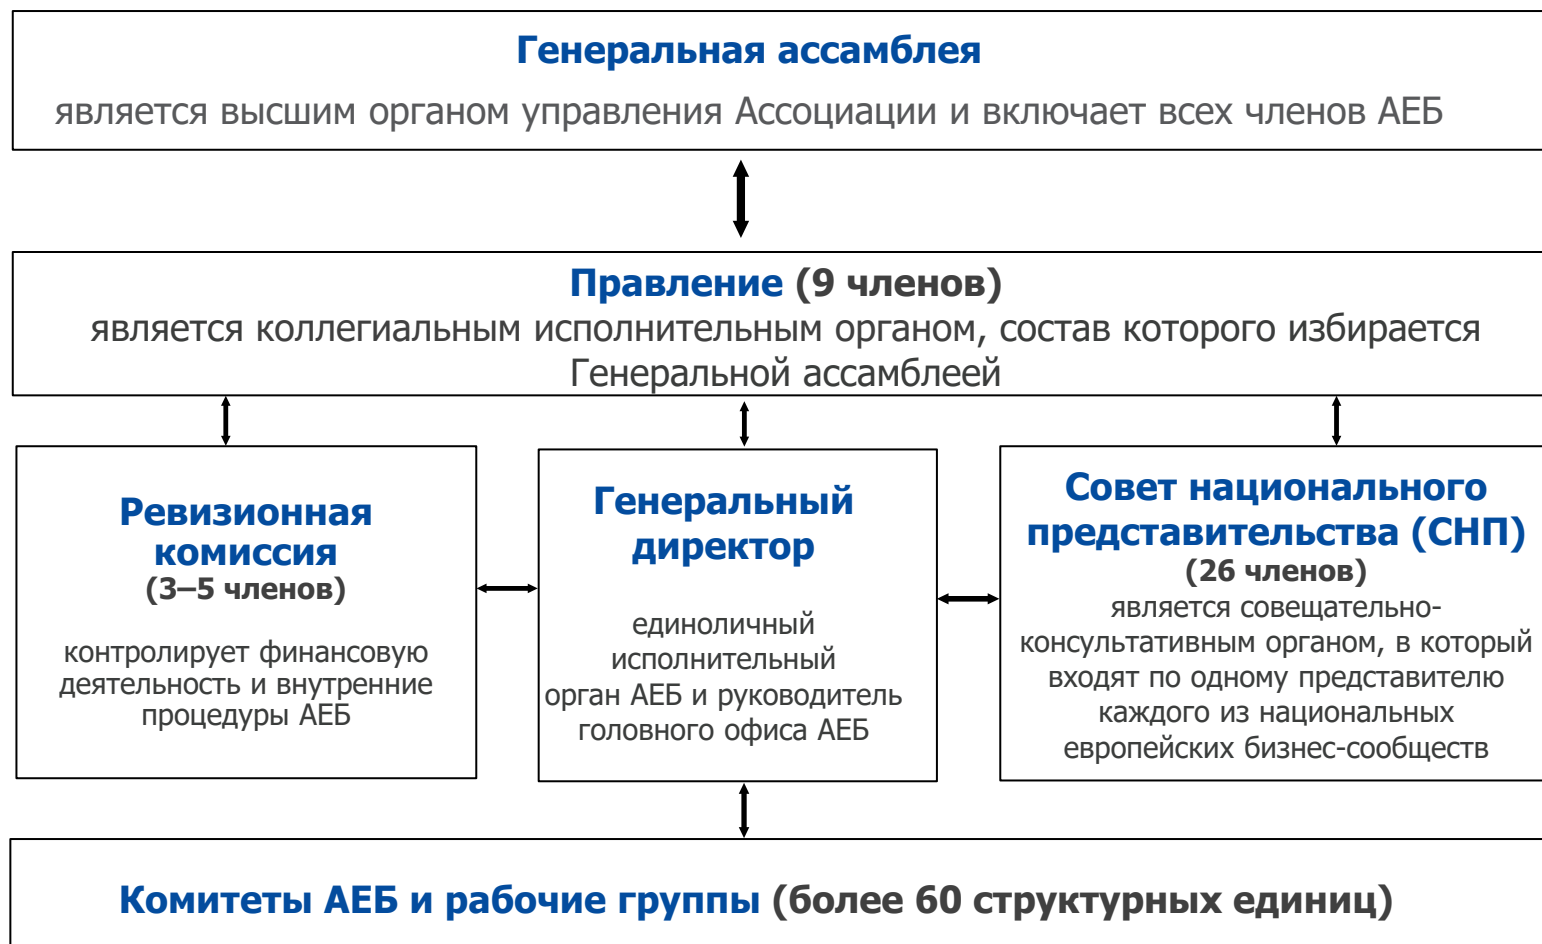 Генеральная ассамблея
является высшим органом управления Ассоциации и включает всех членов АЕБ
Правление (9 членов)
является коллегиальным исполнительным органом, состав которого избирается
Генеральной ассамблеей
Ревизионная
комиссия
(3–5 членов)
контролирует финансовую
деятельность и внутренние
процедуры АЕБ
Генеральный
директор
единоличный
исполнительный
орган АЕБ и руководитель
головного офиса АЕБ
Совет национального
представительства (СНП)
(26 членов)
является совещательно-
консультативным органом, в который
входят по одному представителю
каждого из национальных
европейских бизнес-сообществ
Комитеты АЕБ и рабочие группы (более 60 структурных единиц)